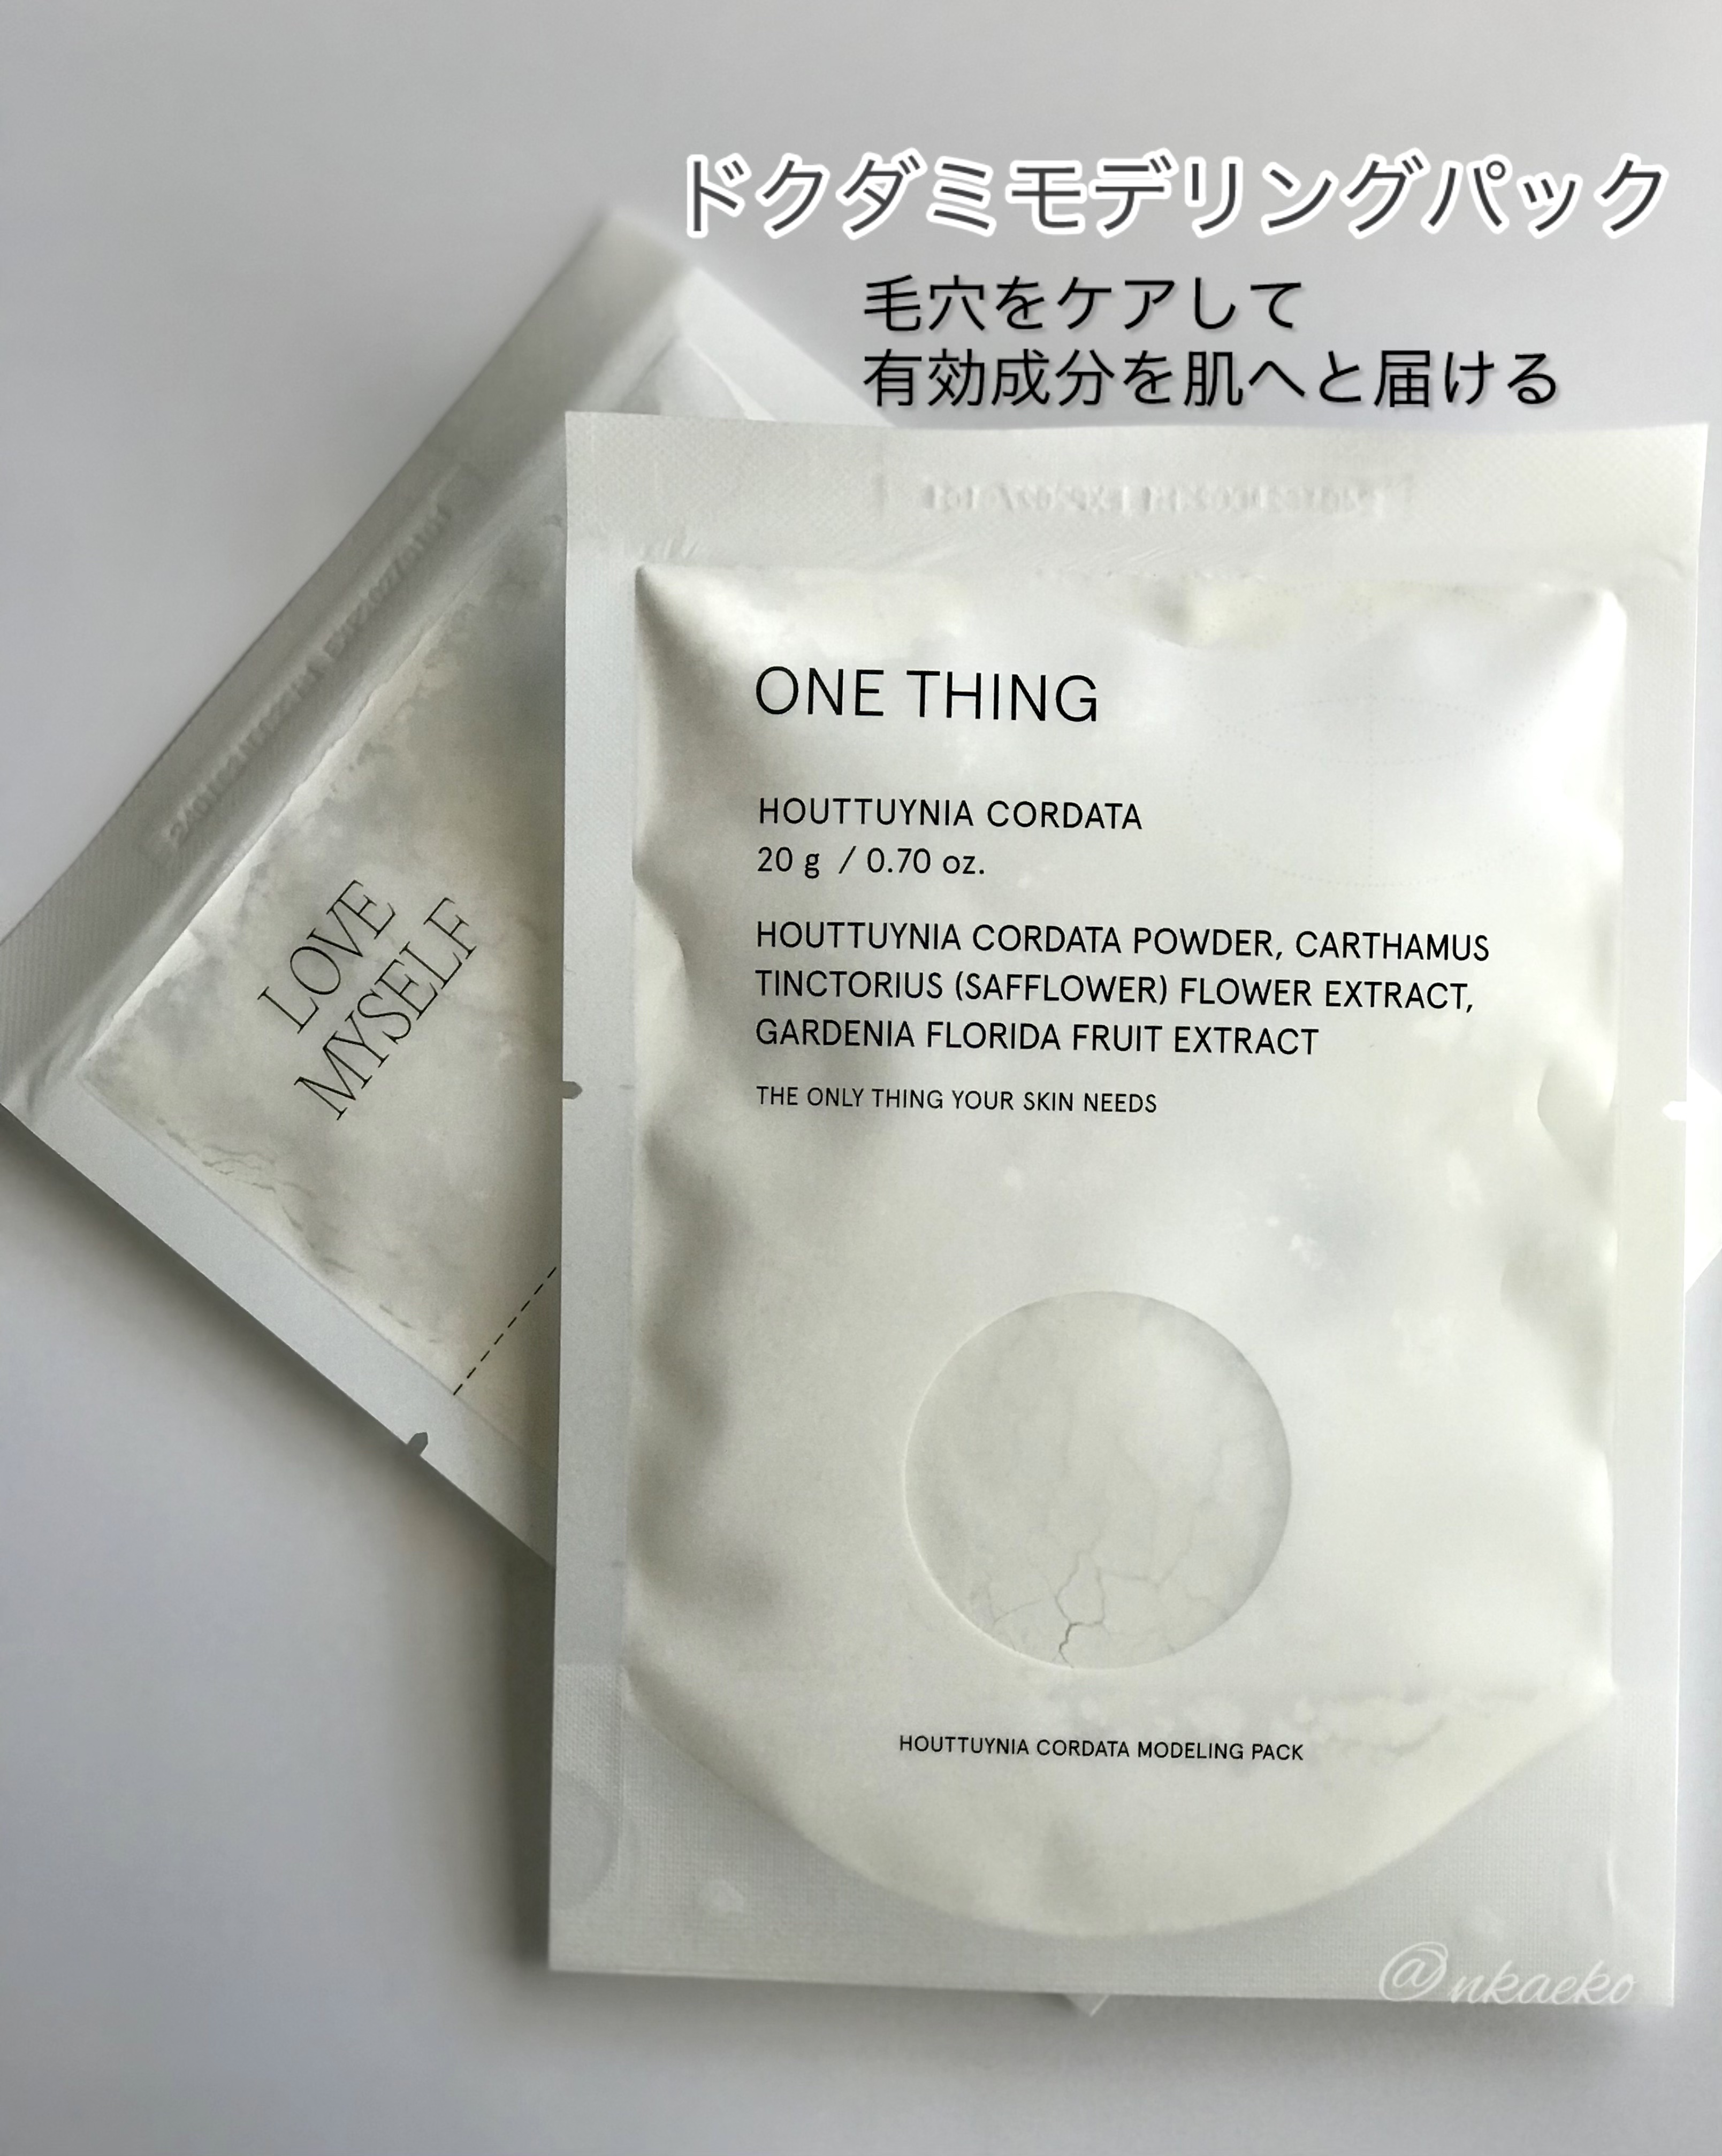 ドクダミモデリングパック
毛穴をケアして
有効成分を肌へと届ける
ONE THING
HOUTTUYNIA CORDATA
20 g / 0.70 oz.
HOUTTUYNIA CORDATA POWDER, CARTHAMUS
TINCTORIUS (SAFFLOWER) FLOWER EXTRACT,
GARDENIA FLORIDA FRUIT EXTRACT
THE ONLY THING YOUR SKIN NEEDS
HOUTTUYNIA CORDATA MODELING PACK
LOVE
MYSELF
@nkaeko